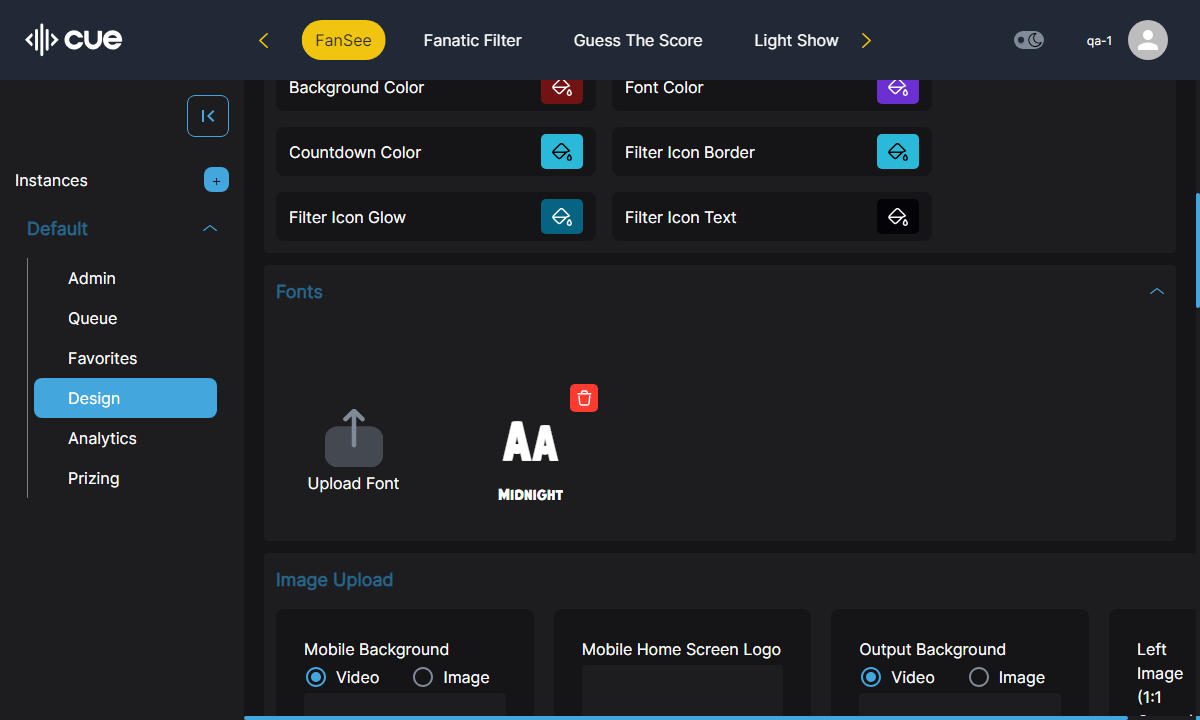 cue
FanSee
Fanatic Filter
Guess The Score
Light Show
qa-1
Background Color
Font Color
Instances
+
Countdown Color
Filter Icon Border
Default
Filter Icon Glow
Filter Icon Text
Admin
Queue
Favorites
Design
Analytics
Prizing
Fonts
Upload Font
AA
MIDNIGHT
Image Upload
Mobile Background
Video
Image
Mobile Home Screen Logo
Output Background
Video
Image
Left
Image
(1:1